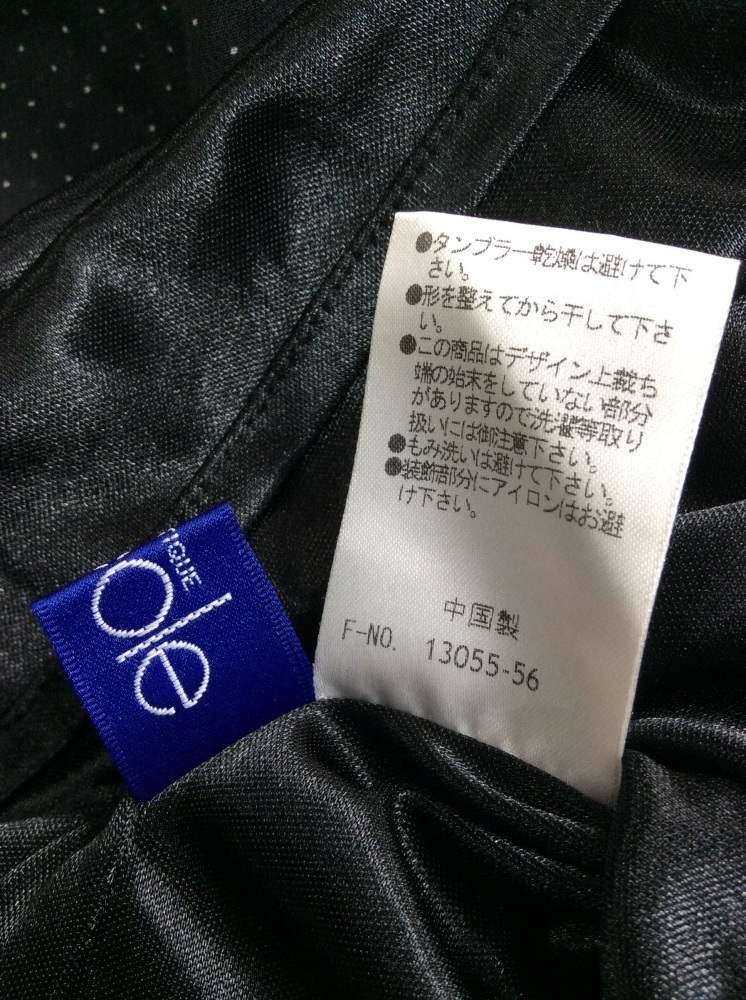 ●タンブラー乾燥は避けて下
さい。
●形を整えてから干して下さ
い。
●この商品はデザイン上裁ち
端の始末をしていない部分
がありますので洗濯等取り
扱いには御注意下さい。
●もみ洗いは避けて下さい。
●装飾部分にアイロンはお避
け下さい。
中国製
F-NO. 13055-56
TIQUE
ole